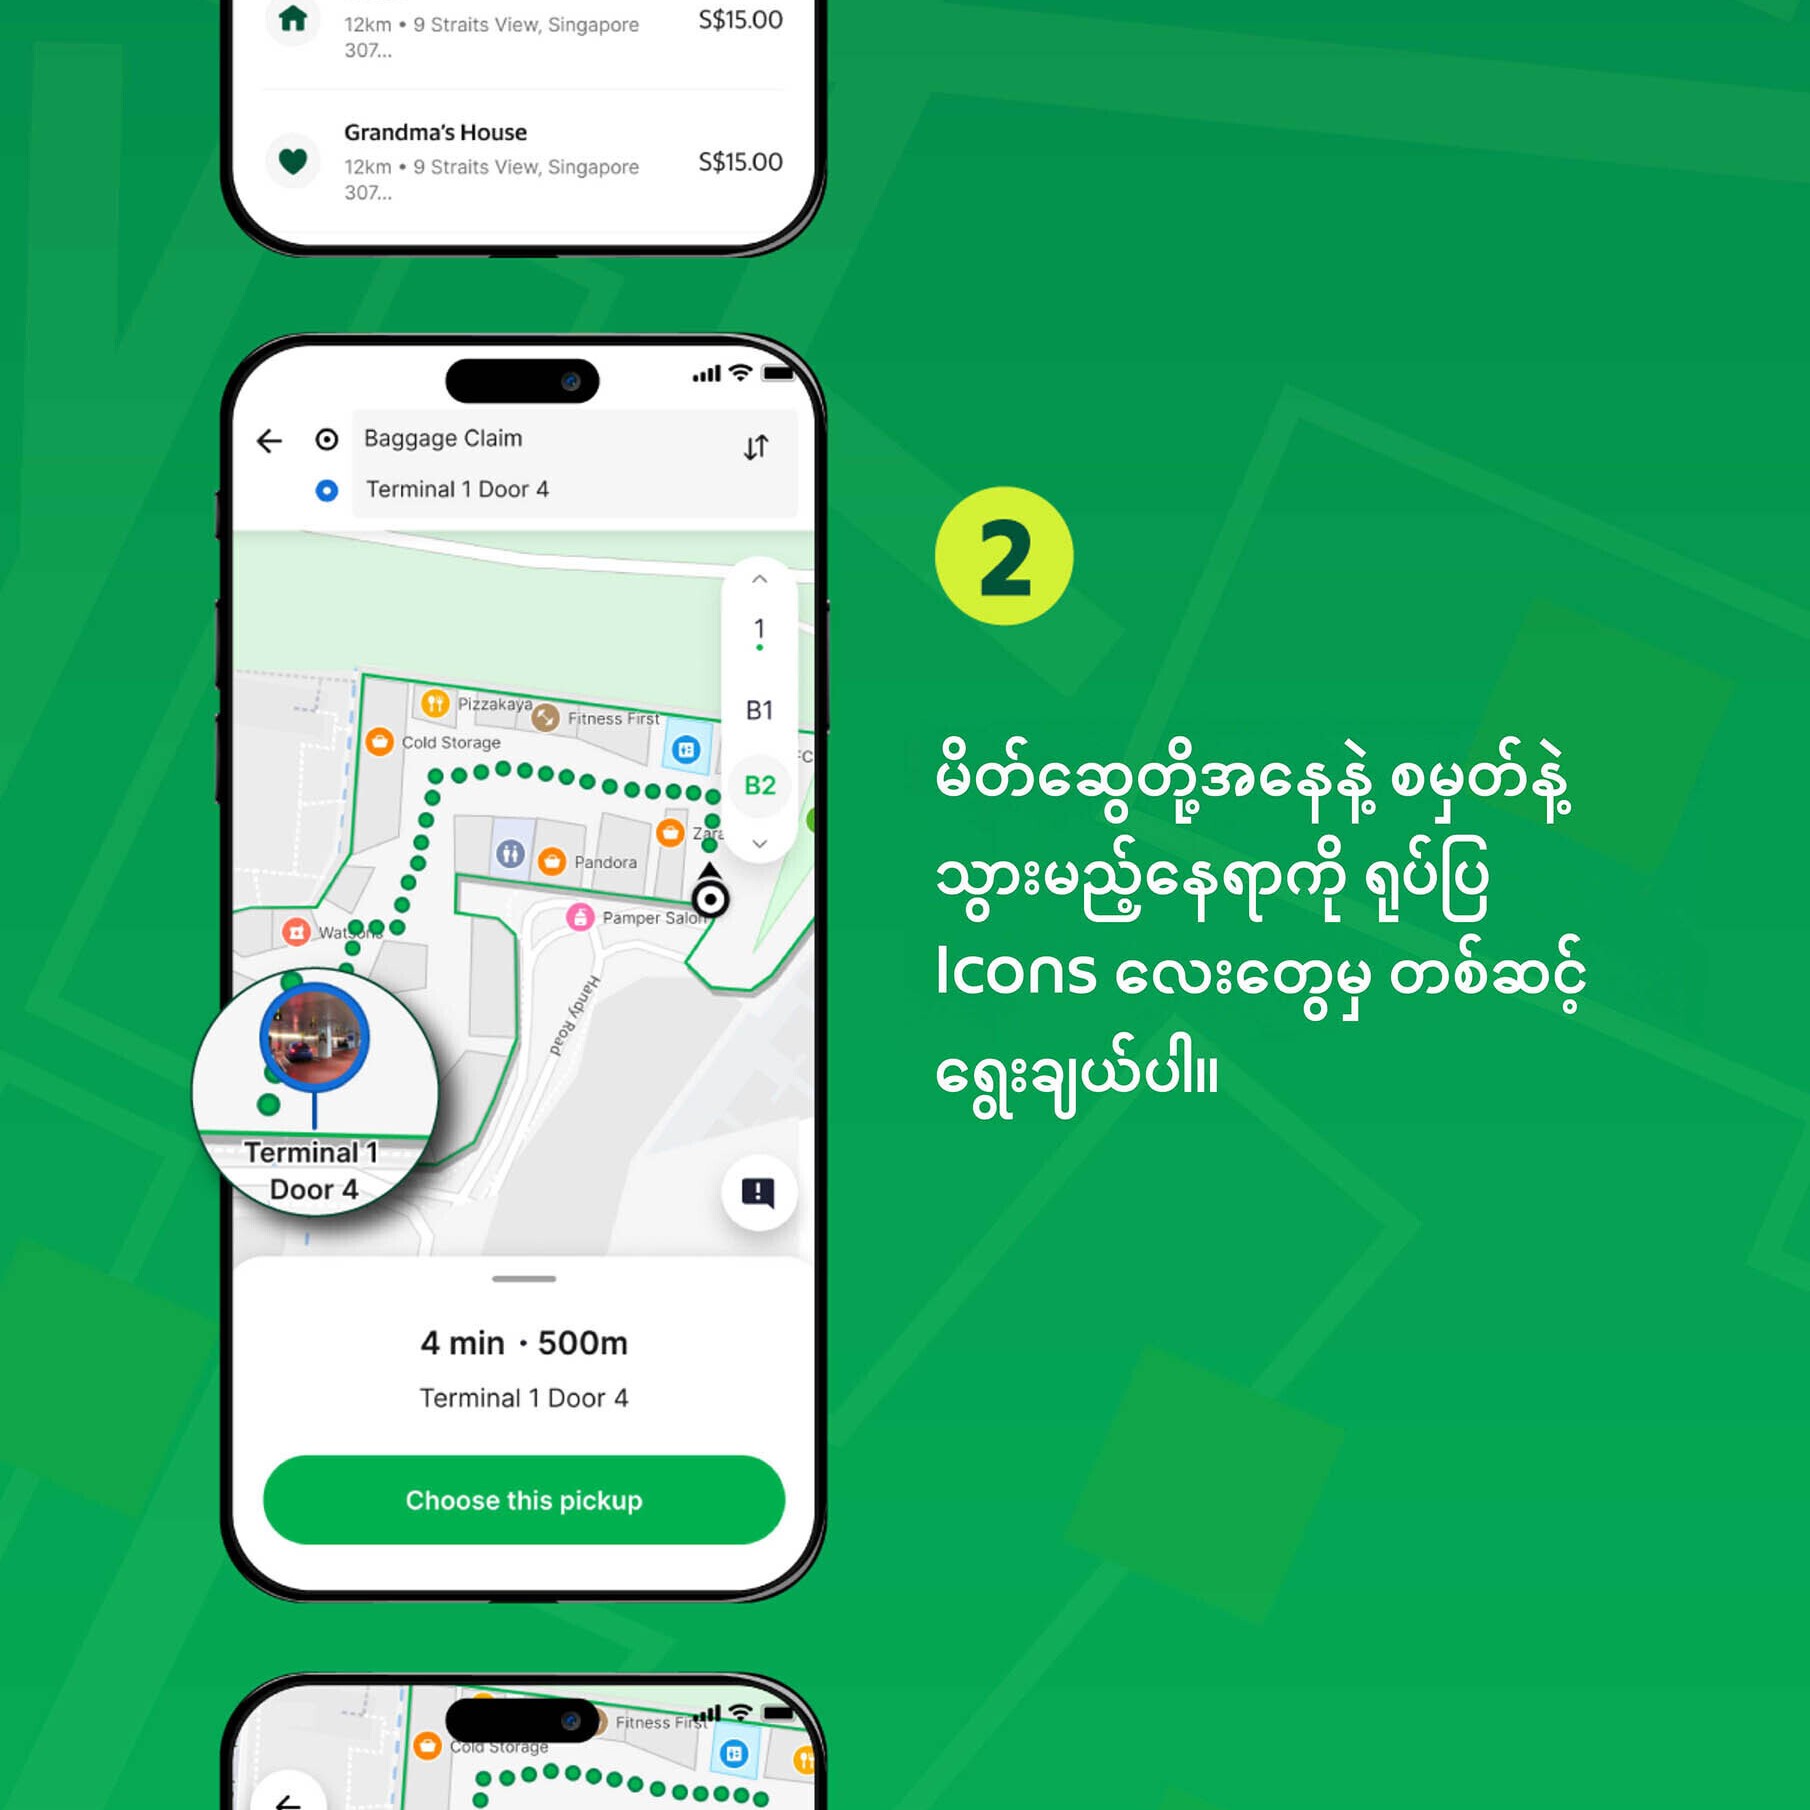 12km • 9 Straits View, Singapore
307...
S$15.00
Grandma's House
12km • 9 Straits View, Singapore
307...
S$15.00
Baggage Claim
Terminal 1 Door 4
1
B1
B2
Pizzakaya
Fitness First
Cold Storage
Zara
Pandora
Pamper Salon
Watsons
Handy Road
Terminal 1
Door 4
4 min · 500m
Terminal 1 Door 4
Choose this pickup
2
မိတ်ဆွေတို့အနေနဲ့ စမှတ်နဲ့
သွားမည့်နေရာကို ရုပ်ပြ
Icons လေးတွေမှ တစ်ဆင့်
ရွေးချယ်ပါ။
Fitness First
Cold Storage